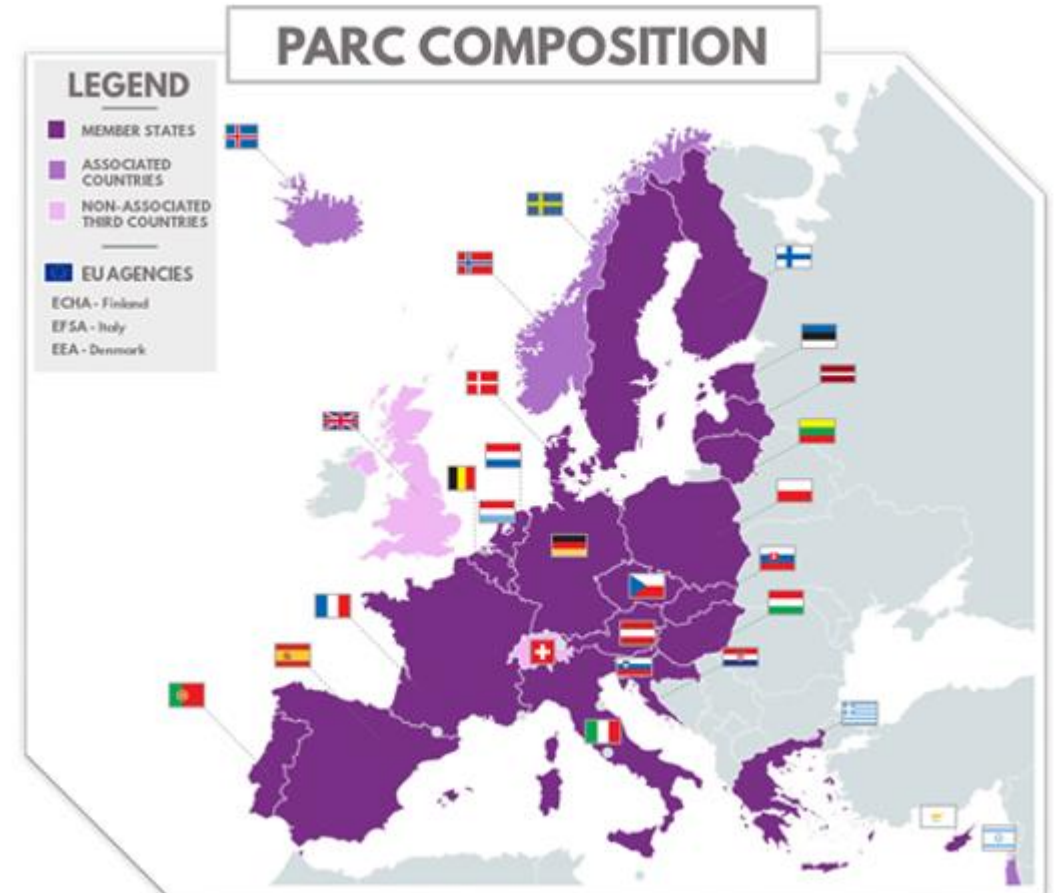 PARC COMPOSITION
LEGEND
MEMBER STATES
ASSOCIATED
COUNTRIES
NON-ASSOCIATED
THIRD COUNTRIES
EU AGENCIES
ECHA - Finland
EFSA - Italy
EEA - Denmark